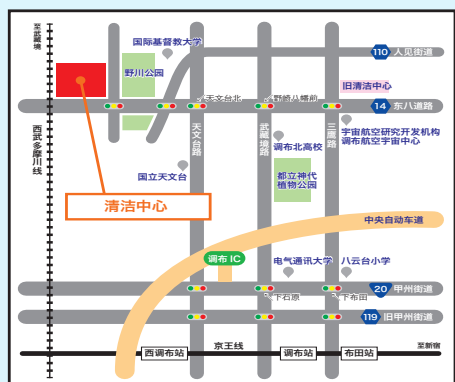 至武藏境
国际基督教大学
110 人见街道
野川公园
旧清洁中心
天文台北
野崎八幡前
14 东八道路
西武多摩川线
天文台路
武藏境路
三鹰路
调布北高校
宇宙航空研究开发机构
调布航空宇宙中心
国立天文台
都立神代
植物公园
清洁中心
中央自动车道
调布 IC
电气通讯大学
八云台小学
20 甲州街道
下石原
下布田
119 旧甲州街道
京王线
至新宿
西调布站
调布站
布田站